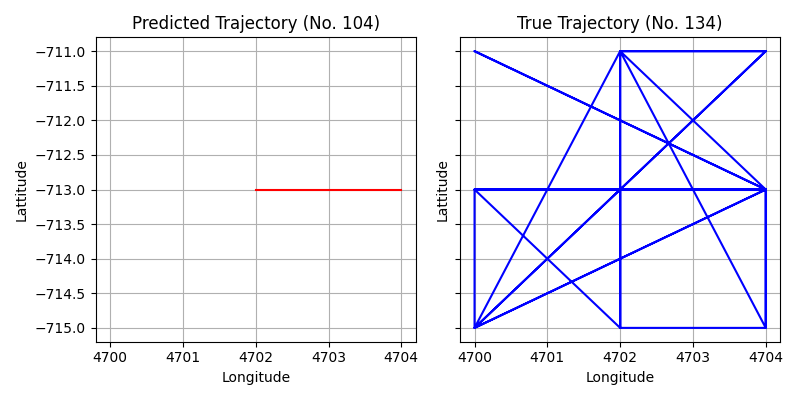 Predicted Trajectory (No. 104)
True Trajectory (No. 134)
−711.0
−711.5
−712.0
−712.5
−713.0
−713.5
−714.0
−714.5
−715.0
Lattitude
Lattitude
4700 4701 4702 4703 4704
4700 4701 4702 4703 4704
Longitude
Longitude